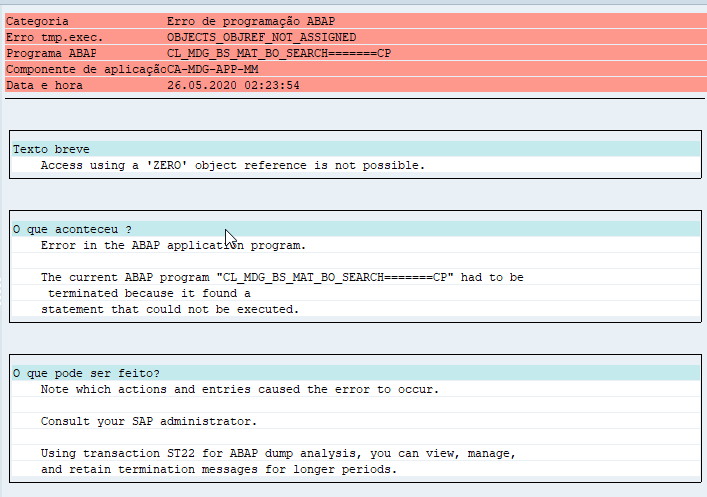 Categoria Erro de programação ABAP
Erro tmp.exec. OBJECTS_OBJREF_NOT_ASSIGNED
Programa ABAP CL_MDG_BS_MAT_BO_SEARCH=======CP
Componente de aplicaçãoCA-MDG-APP-MM
Data e hora 26.05.2020 02:23:54
Texto breve
Access using a 'ZERO' object reference is not possible.
O que aconteceu ?
Error in the ABAP application program.
The current ABAP program "CL_MDG_BS_MAT_BO_SEARCH=======CP" had to be
terminated because it found a
statement that could not be executed.
O que pode ser feito?
Note which actions and entries caused the error to occur.
Consult your SAP administrator.
Using transaction ST22 for ABAP dump analysis, you can view, manage,
and retain termination messages for longer periods.